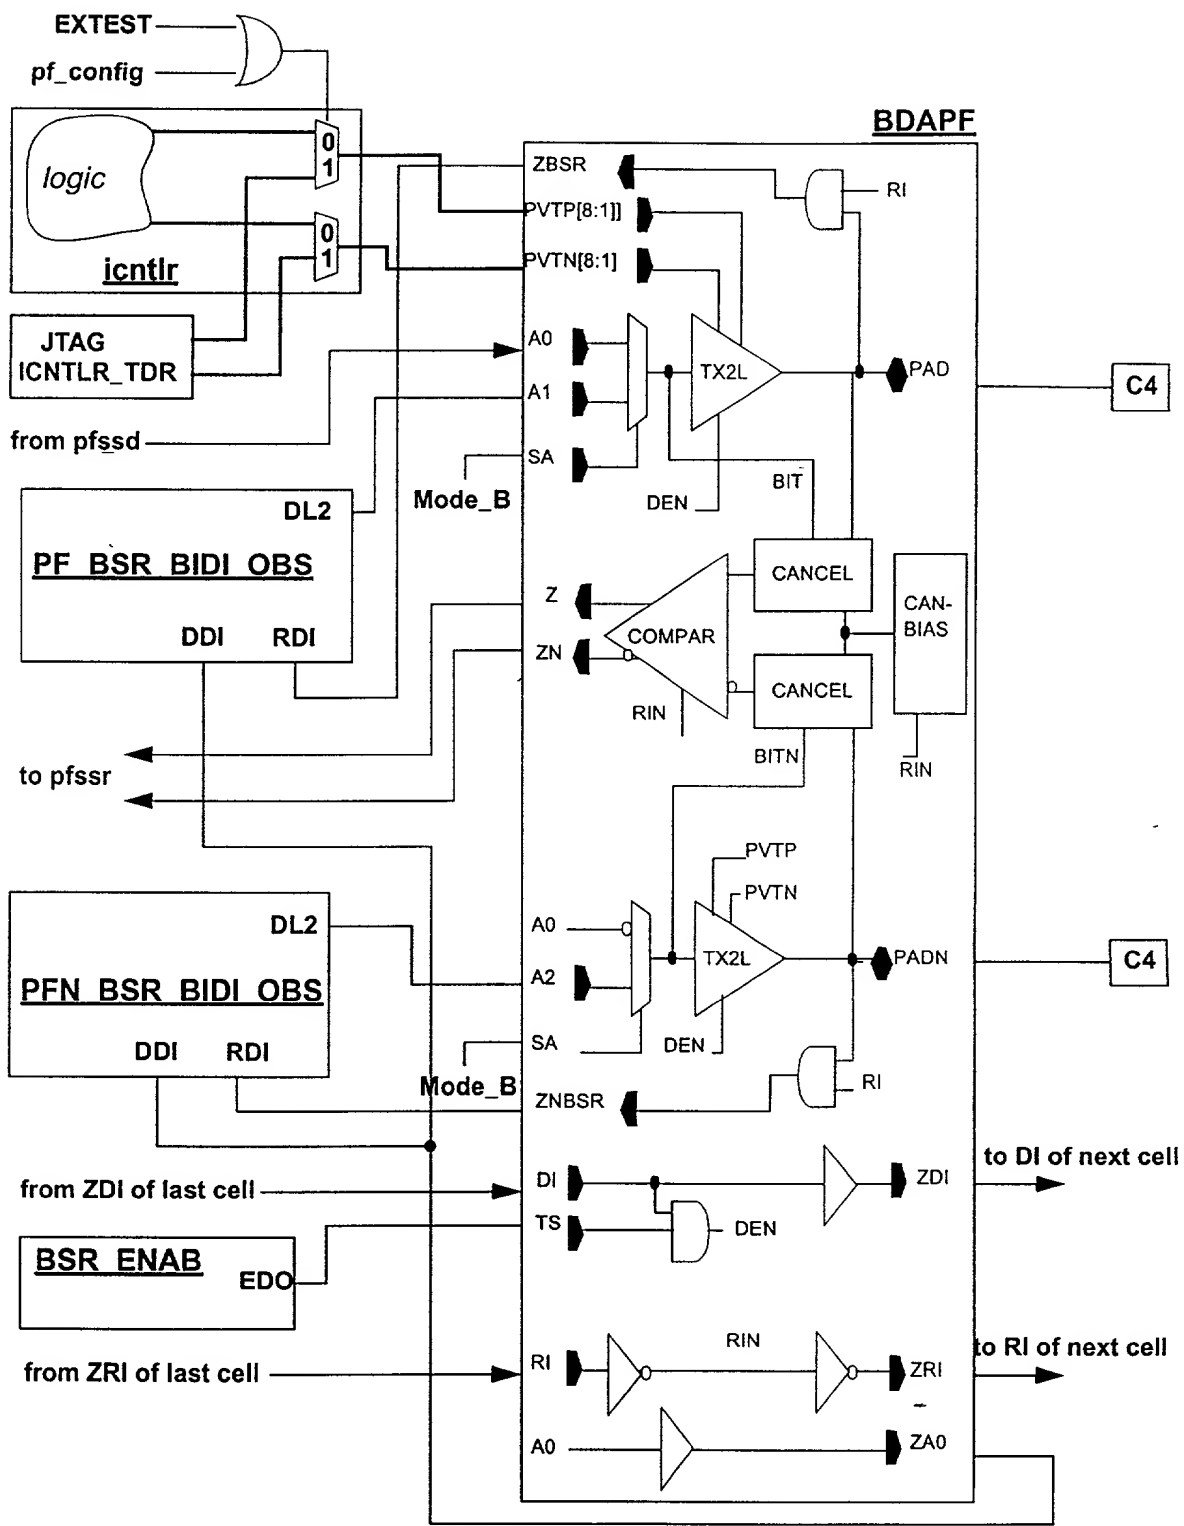 EXTEST
pf_config
BDAPF
logic
0
1
0
1
icntlr
JTAG
ICNTLR_TDR
from pfssd
ZBSR
RI
PVTP[8:1]]
PVTN[8:1]
A0
TX2L
PAD
C4
A1
SA
Mode_B
DEN
BIT
DL2
PF_BSR_BIDI_OBS
DDI RDI
CANCEL
CAN-
BIAS
Z
COMPAR
ZN
CANCEL
RIN
BITN
RIN
to pfssr
PVTP
PVTN
A0
DL2
TX2L
PADN
C4
A2
PFN_BSR_BIDI_OBS
DDI RDI
SA
DEN
Mode_B
RI
ZNBSR
to DI of next cell
DI
ZDI
from ZDI of last cell
TS
DEN
BSR_ENAB
EDO
RIN
to RI of next cell
RI
ZRI
from ZRI of last cell
A0
ZA0